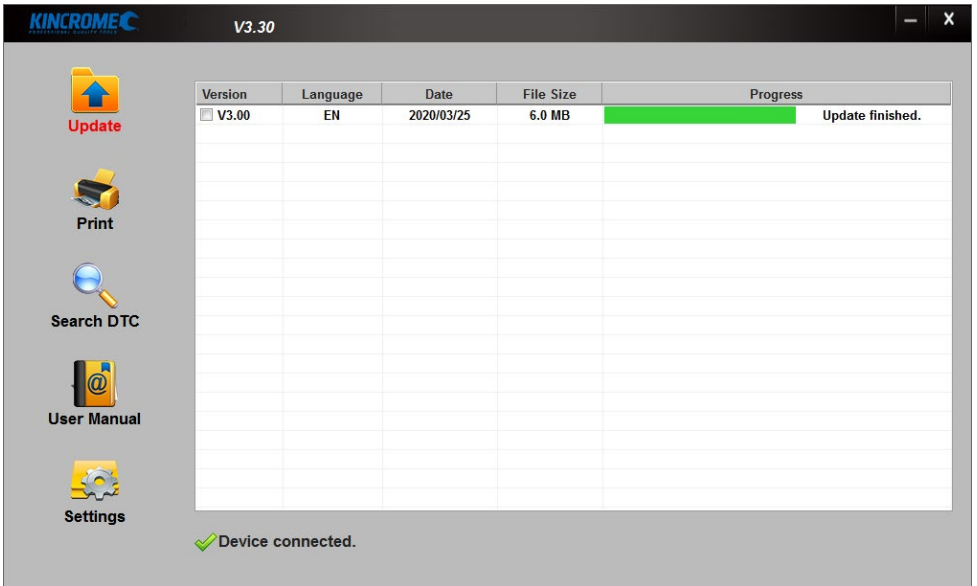 KINCROME
PROFESSIONAL QUALITY TOOLS
V3.30
X
Update
Print
Search DTC
User Manual
Settings
Version Language Date File Size Progress
V3.00 EN 2020/03/25 6.0 MB Update finished.
Device connected.